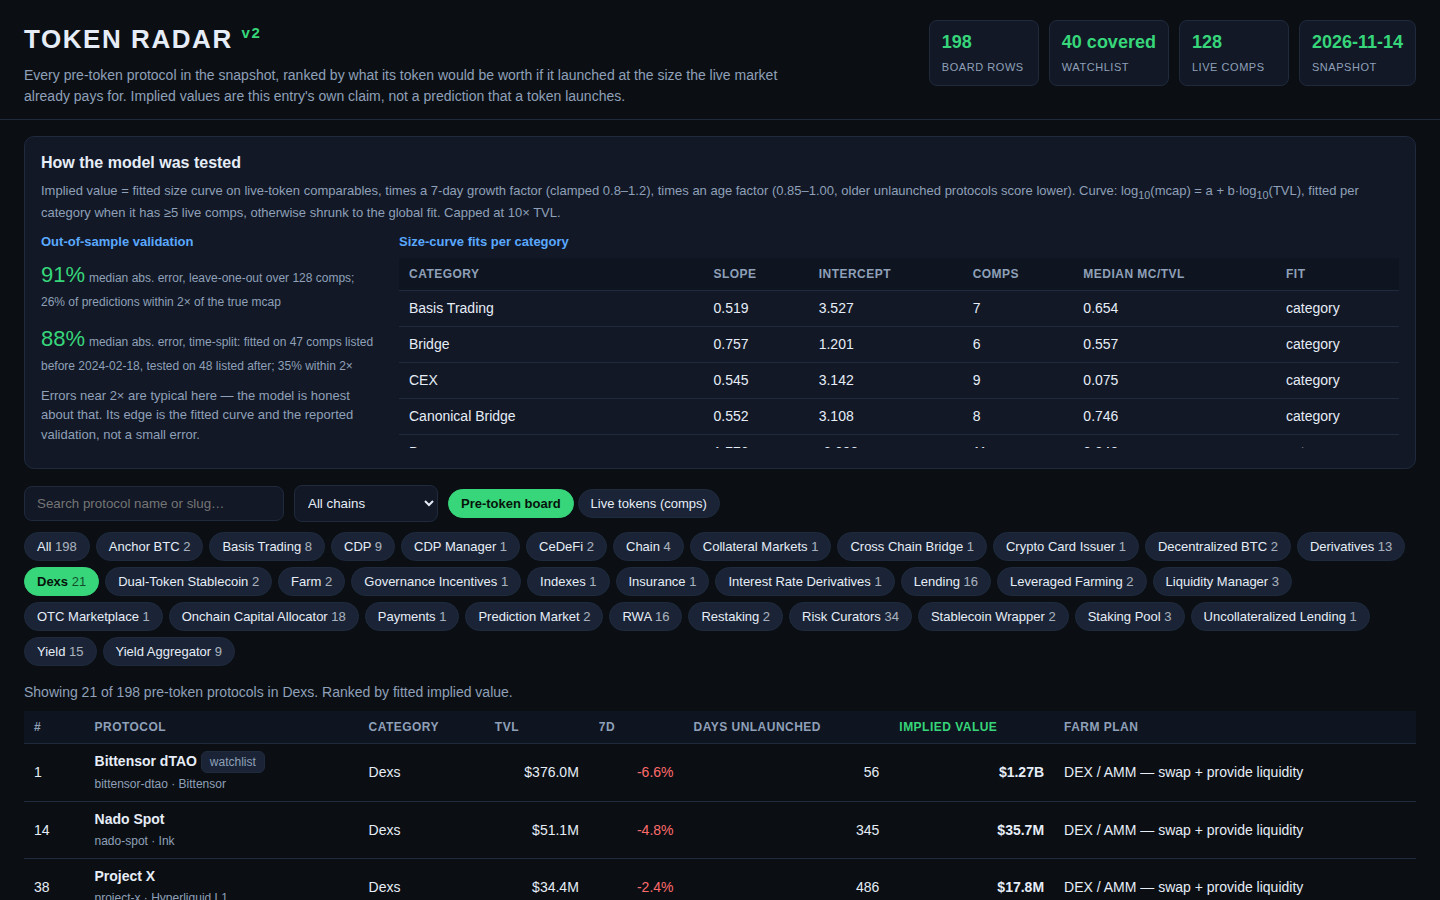 TOKEN RADAR v2
Every pre-token protocol in the snapshot, ranked by what its token would be worth if it launched at the size the live market
already pays for. Implied values are this entry's own claim, not a prediction that a token launches.
198
BOARD ROWS
40 covered
WATCHLIST
128
LIVE COMPS
2026-11-14
SNAPSHOT
How the model was tested
Implied value = fitted size curve on live-token comparables, times a 7-day growth factor (clamped 0.8–1.2), times an age factor (0.85–1.00, older unlaunched protocols score lower). Curve: log10(mcap) = a + b·log10(TVL), fitted per
category when it has ≥5 live comps, otherwise shrunk to the global fit. Capped at 10× TVL.
Out-of-sample validation
91% median abs. error, leave-one-out over 128 comps;
26% of predictions within 2× of the true mcap
88% median abs. error, time-split: fitted on 47 comps listed
before 2024-02-18, tested on 48 listed after; 35% within 2×
Errors near 2× are typical here — the model is honest
about that. Its edge is the fitted curve and the reported
validation, not a small error.
Size-curve fits per category
CATEGORY SLOPE INTERCEPT COMPS MEDIAN MC/TVL FIT
Basis Trading 0.519 3.527 7 0.654 category
Bridge 0.757 1.201 6 0.557 category
CEX 0.545 3.142 9 0.075 category
Canonical Bridge 0.552 3.108 8 0.746 category
Search protocol name or slug…
All chains
Pre-token board
Live tokens (comps)
All 198 Anchor BTC 2 Basis Trading 8 CDP 9 CDP Manager 1 CeDeFi 2 Chain 4 Collateral Markets 1 Cross Chain Bridge 1 Crypto Card Issuer 1 Decentralized BTC 2 Derivatives 13
Dexs 21 Dual-Token Stablecoin 2 Farm 2 Governance Incentives 1 Indexes 1 Insurance 1 Interest Rate Derivatives 1 Lending 16 Leveraged Farming 2 Liquidity Manager 3
OTC Marketplace 1 Onchain Capital Allocator 18 Payments 1 Prediction Market 2 RWA 16 Restaking 2 Risk Curators 34 Stablecoin Wrapper 2 Staking Pool 3 Uncollateralized Lending 1
Yield 15 Yield Aggregator 9
Showing 21 of 198 pre-token protocols in Dexs. Ranked by fitted implied value.
# PROTOCOL CATEGORY TVL 7D DAYS UNLAUNCHED IMPLIED VALUE FARM PLAN
1 Bittensor dTAO watchlist Dexs $376.0M -6.6% 56 $1.27B DEX / AMM — swap + provide liquidity
bittensor-dtao · Bittensor
14 Nado Spot Dexs $51.1M -4.8% 345 $35.7M DEX / AMM — swap + provide liquidity
nado-spot · Ink
38 Project X Dexs $34.4M -2.4% 486 $17.8M DEX / AMM — swap + provide liquidity
project-x · Hyperliquid L1